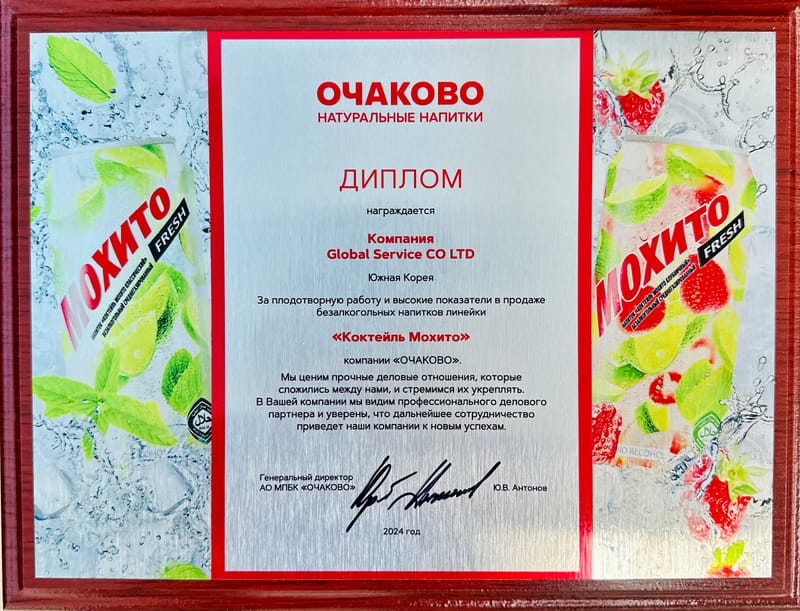 ОЧАКОВО
НАТУРАЛЬНЫЕ НАПИТКИ
ДИПЛОМ
награждается
Компания
Global Service CO LTD
Южная Корея
За плодотворную работу и высокие показатели в продаже
безалкогольных напитков линейки
«Коктейль Мохито»
компании «ОЧАКОВО».
Мы ценим прочные деловые отношения, которые
сложились между нами, и стремимся их укреплять.
В Вашей компании мы видим профессионального делового
партнера и уверены, что дальнейшее сотрудничество
приведет наши компании к новым успехам.
Генеральный директор
АО МПБК «ОЧАКОВО»
Ю.В. Антонов
2024 год
МОХИТО
FRESH
МОХИТО
FRESH